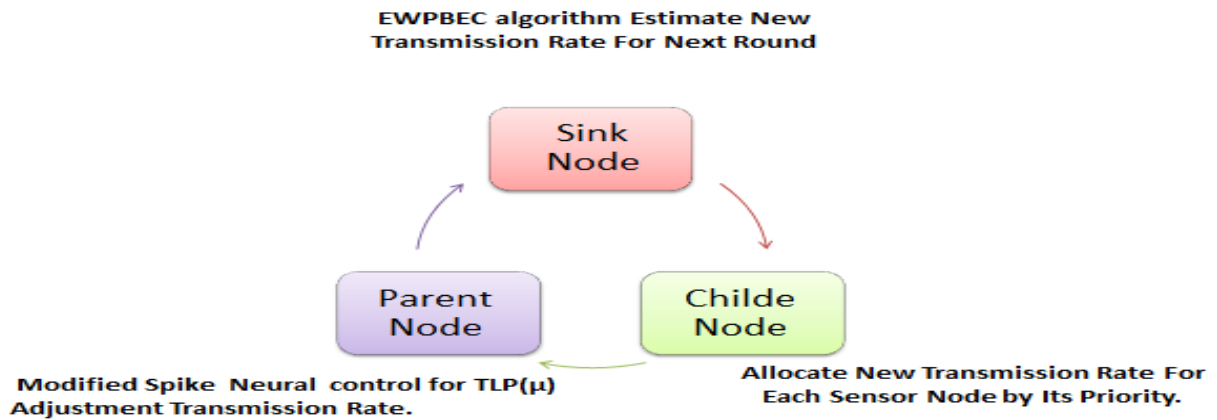 EWPBEC algorithm Estimate New
Transmission Rate For Next Round
Sink
Node
Parent
Node
Childe
Node
Modified Spike Neural control for TLP(μ)
Adjustment Transmission Rate.
Allocate New Transmission Rate For
Each Sensor Node by Its Priority.